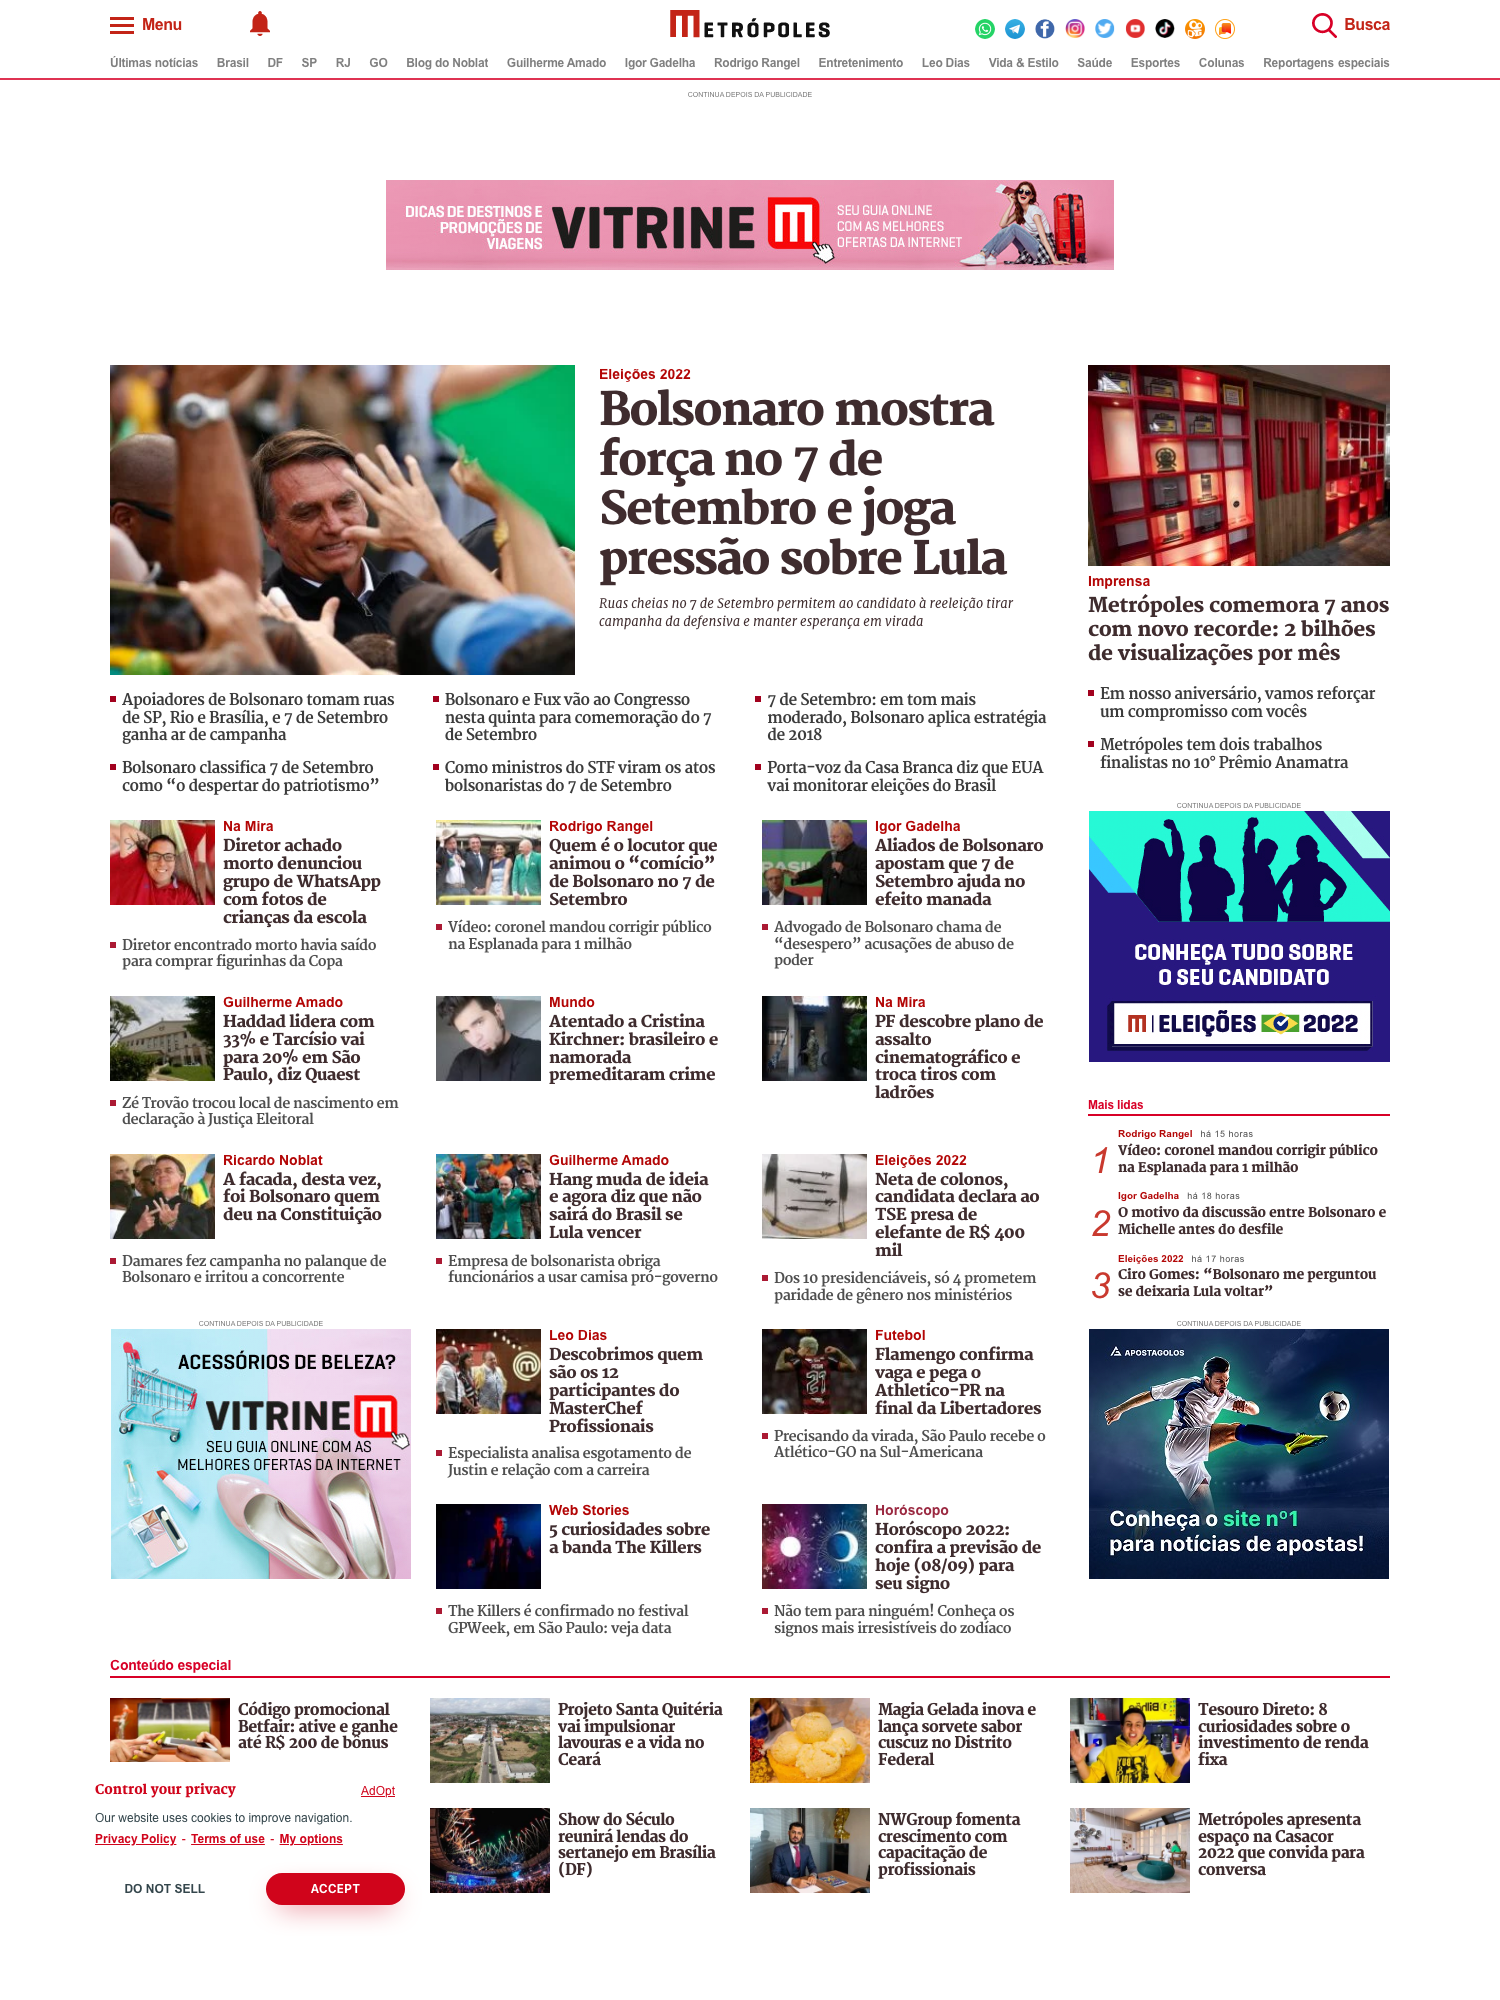 Menu
METRÓPOLES
Busca
Últimas notícias Brasil DF SP RJ GO Blog do Noblat Guilherme Amado Igor Gadelha Rodrigo Rangel Entretenimento Leo Dias Vida & Estilo Saúde Esportes Colunas Reportagens especiais
CONTINUA DEPOIS DA PUBLICIDADE
DICAS DE DESTINOS E
PROMOÇÕES DE
VIAGENS
VITRINE M
SEU GUIA ONLINE
COM AS MELHORES
OFERTAS DA INTERNET
Eleições 2022
Bolsonaro mostra
força no 7 de
Setembro e joga
pressão sobre Lula
Ruas cheias no 7 de Setembro permitem ao candidato à reeleição tirar
campanha da defensiva e manter esperança em virada
Imprensa
Metrópoles comemora 7 anos
com novo recorde: 2 bilhões
de visualizações por mês
Em nosso aniversário, vamos reforçar
um compromisso com vocês
Metrópoles tem dois trabalhos
finalistas no 10° Prêmio Anamatra
Apoiadores de Bolsonaro tomam ruas
de SP, Rio e Brasília, e 7 de Setembro
ganha ar de campanha
Bolsonaro e Fux vão ao Congresso
nesta quinta para comemoração do 7
de Setembro
7 de Setembro: em tom mais
moderado, Bolsonaro aplica estratégia
de 2018
Bolsonaro classifica 7 de Setembro
como “o despertar do patriotismo”
Como ministros do STF viram os atos
bolsonaristas do 7 de Setembro
Porta-voz da Casa Branca diz que EUA
vai monitorar eleições do Brasil
Na Mira
Diretor achado
morto denunciou
grupo de WhatsApp
com fotos de
crianças da escola
Diretor encontrado morto havia saído
para comprar figurinhas da Copa
Rodrigo Rangel
Quem é o locutor que
animou o “comício”
de Bolsonaro no 7 de
Setembro
Vídeo: coronel mandou corrigir público
na Esplanada para 1 milhão
Igor Gadelha
Aliados de Bolsonaro
apostam que 7 de
Setembro ajuda no
efeito manada
Advogado de Bolsonaro chama de
“desespero” acusações de abuso de
poder
CONTINUA DEPOIS DA PUBLICIDADE
CONHEÇA TUDO SOBRE
O SEU CANDIDATO
M | ELEIÇÕES 2022
Guilherme Amado
Haddad lidera com
33% e Tarcísio vai
para 20% em São
Paulo, diz Quaest
Zé Trovão trocou local de nascimento em
declaração à Justiça Eleitoral
Mundo
Atentado a Cristina
Kirchner: brasileiro e
namorada
premeditaram crime
Na Mira
PF descobre plano de
assalto
cinematográfico e
troca tiros com
ladrões
Mais lidas
1
Rodrigo Rangel há 15 horas
Vídeo: coronel mandou corrigir público
na Esplanada para 1 milhão
2
Igor Gadelha há 18 horas
O motivo da discussão entre Bolsonaro e
Michelle antes do desfile
3
Eleições 2022 há 17 horas
Ciro Gomes: “Bolsonaro me perguntou
se deixaria Lula voltar”
Ricardo Noblat
A facada, desta vez,
foi Bolsonaro quem
deu na Constituição
Damares fez campanha no palanque de
Bolsonaro e irritou a concorrente
Guilherme Amado
Hang muda de ideia
e agora diz que não
sairá do Brasil se
Lula vencer
Empresa de bolsonarista obriga
funcionários a usar camisa pró-governo
Eleições 2022
Neta de colonos,
candidata declara ao
TSE presa de
elefante de R$ 400
mil
Dos 10 presidenciáveis, só 4 prometem
paridade de gênero nos ministérios
CONTINUA DEPOIS DA PUBLICIDADE
ACESSÓRIOS DE BELEZA?
VITRINE M
SEU GUIA ONLINE COM AS
MELHORES OFERTAS DA INTERNET
Leo Dias
Descobrimos quem
são os 12
participantes do
MasterChef
Profissionais
Especialista analisa esgotamento de
Justin e relação com a carreira
Futebol
Flamengo confirma
vaga e pega o
Athletico-PR na
final da Libertadores
Precisando da virada, São Paulo recebe o
Atlético-GO na Sul-Americana
CONTINUA DEPOIS DA PUBLICIDADE
APOSTAGOLOS
Conheça o site nº1
para notícias de apostas!
Web Stories
5 curiosidades sobre
a banda The Killers
The Killers é confirmado no festival
GPWeek, em São Paulo: veja data
Horóscopo
Horóscopo 2022:
confira a previsão de
hoje (08/09) para
seu signo
Não tem para ninguém! Conheça os
signos mais irresistíveis do zodíaco
Conteúdo especial
Código promocional
Betfair: ative e ganhe
até R$ 200 de bônus
Projeto Santa Quitéria
vai impulsionar
lavouras e a vida no
Ceará
Magia Gelada inova e
lança sorvete sabor
cuscuz no Distrito
Federal
Tesouro Direto: 8
curiosidades sobre o
investimento de renda
fixa
Control your privacy
AdOpt
Our website uses cookies to improve navigation.
Privacy Policy - Terms of use - My options
DO NOT SELL
ACCEPT
Show do Século
reunirá lendas do
sertanejo em Brasília
(DF)
NWGroup fomenta
crescimento com
capacitação de
profissionais
Metrópoles apresenta
espaço na Casacor
2022 que convida para
conversa